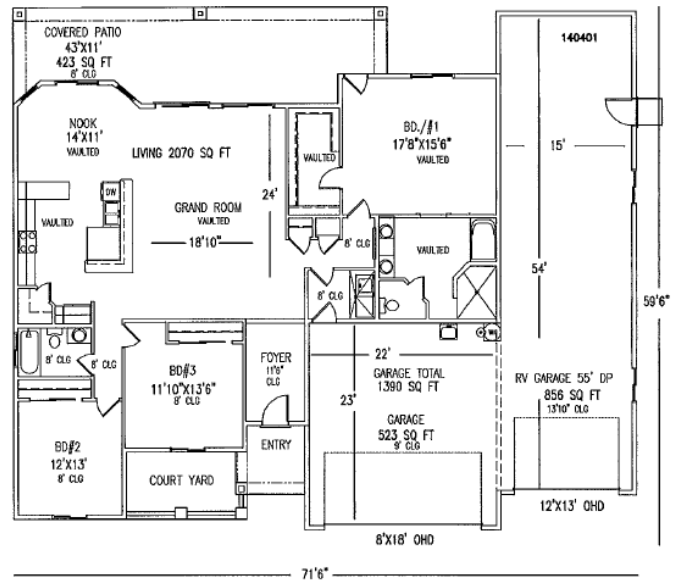 COVERED PATIO
43'X11'
423 SQ FT
8' CLG
140401
NOOK
14'X11'
VAULTED
LIVING 2070 SQ FT
BD./#1
17'8"X15'6"
VAULTED
VAULTED
15'
DW
VAULTED
GRAND ROOM
VAULTED
24'
18'10"
8' CLG
VAULTED
54'
59'6"
8' CLG
8' CLG
8' CLG
BD#3
11'10"X13'6"
8' CLG
FOYER
11'6"
CLG
22'
GARAGE TOTAL
1390 SQ FT
23'
GARAGE
523 SQ FT
9' CLG
RV GARAGE 55' DP
856 SQ FT
13'10" CLG
BD#2
12'X13'
8' CLG
ENTRY
COURT YARD
12'X13' OHD
8'X18' OHD
71'6"